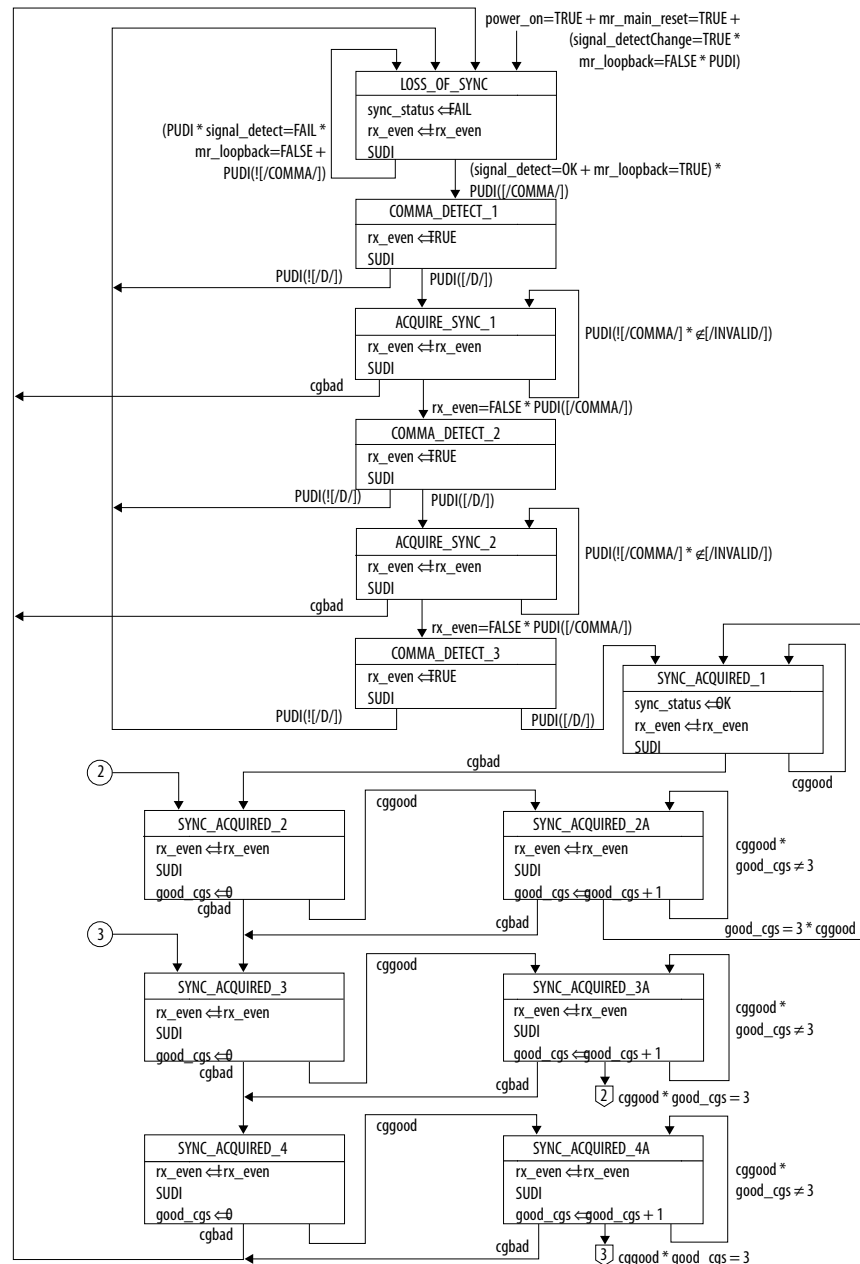 power_on=TRUE + mr_main_reset=TRUE +
(signal_detectChange=TRUE *
mr_loopback=FALSE * PUDI)
LOSS_OF_SYNC
sync_status ⇐FAIL
rx_even ⇐!rx_even
SUDI
(PUDI * signal_detect=FAIL *
mr_loopback=FALSE +
PUDI(![/COMMA/])
(signal_detect=OK + mr_loopback=TRUE) *
PUDI([/COMMA/])
COMMA_DETECT_1
rx_even ⇐TRUE
SUDI
PUDI(![/D/])
PUDI([/D/])
ACQUIRE_SYNC_1
rx_even ⇐!rx_even
SUDI
PUDI(![/COMMA/] * ∉[/INVALID/])
cgbad
rx_even=FALSE * PUDI([/COMMA/])
COMMA_DETECT_2
rx_even ⇐TRUE
SUDI
PUDI(![/D/])
PUDI([/D/])
ACQUIRE_SYNC_2
rx_even ⇐!rx_even
SUDI
PUDI(![/COMMA/] * ∉[/INVALID/])
cgbad
rx_even=FALSE * PUDI([/COMMA/])
COMMA_DETECT_3
rx_even ⇐TRUE
SUDI
PUDI(![/D/])
PUDI([/D/])
SYNC_ACQUIRED_1
sync_status ⇐OK
rx_even ⇐!rx_even
SUDI
cgbad
cggood
2
SYNC_ACQUIRED_2
rx_even ⇐!rx_even
SUDI
good_cgs ⇐0
cgbad
cggood
SYNC_ACQUIRED_2A
rx_even ⇐!rx_even
SUDI
good_cgs ⇐good_cgs + 1
cggood *
good_cgs ≠ 3
cgbad
good_cgs = 3 * cggood
3
SYNC_ACQUIRED_3
rx_even ⇐!rx_even
SUDI
good_cgs ⇐0
cgbad
cggood
SYNC_ACQUIRED_3A
rx_even ⇐!rx_even
SUDI
good_cgs ⇐good_cgs + 1
cggood *
good_cgs ≠ 3
cgbad
2 cggood * good_cgs = 3
SYNC_ACQUIRED_4
rx_even ⇐!rx_even
SUDI
good_cgs ⇐0
cgbad
cggood
SYNC_ACQUIRED_4A
rx_even ⇐!rx_even
SUDI
good_cgs ⇐good_cgs + 1
cggood *
good_cgs ≠ 3
cgbad
3 cggood * good_cgs = 3